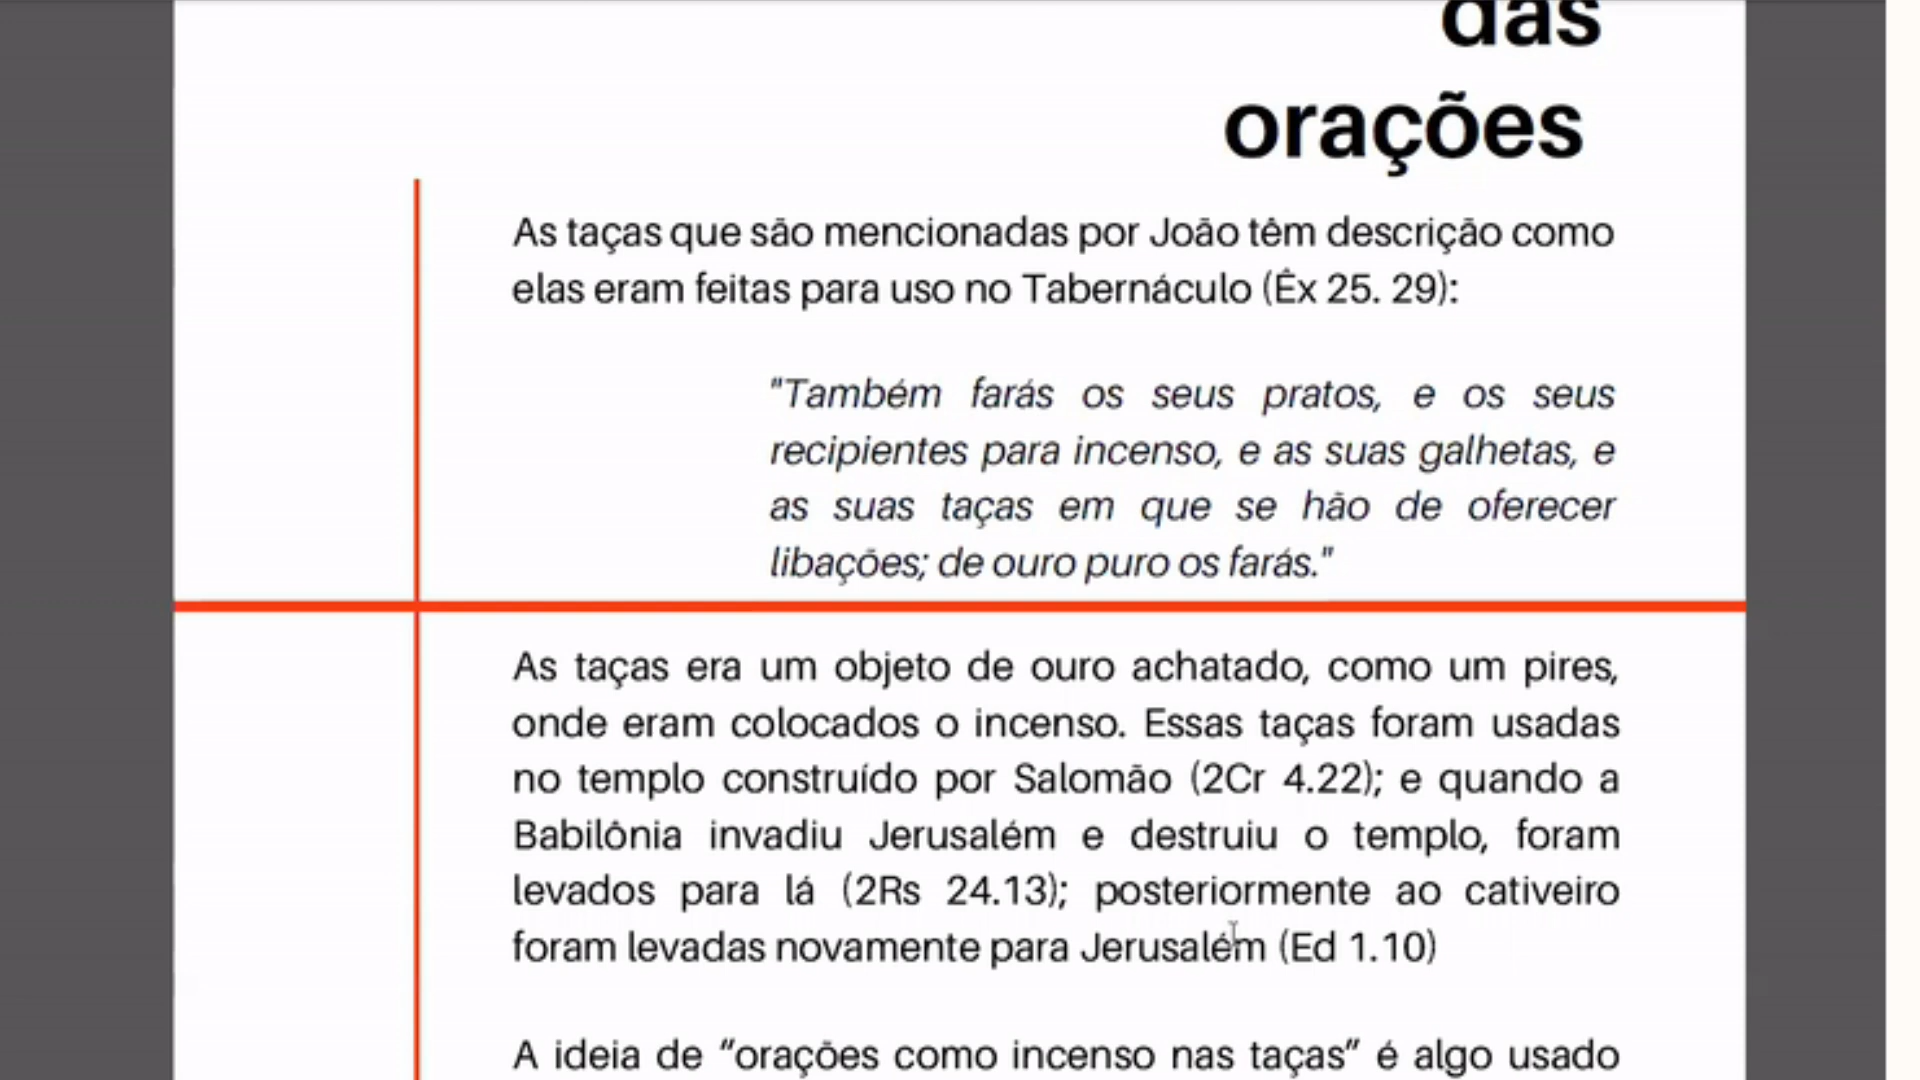 das
orações
As taças que são mencionadas por João têm descrição como
elas eram feitas para uso no Tabernáculo (Êx 25. 29):
"Também farás os seus pratos, e os seus
recipientes para incenso, e as suas galhetas, e
as suas taças em que se hão de oferecer
libações; de ouro puro os farás."
As taças era um objeto de ouro achatado, como um pires,
onde eram colocados o incenso. Essas taças foram usadas
no templo construído por Salomão (2Cr 4.22); e quando a
Babilônia invadiu Jerusalém e destruiu o templo, foram
levados para lá (2Rs 24.13); posteriormente ao cativeiro
foram levadas novamente para Jerusalém (Ed 1.10)
A ideia de “orações como incenso nas taças” é algo usado